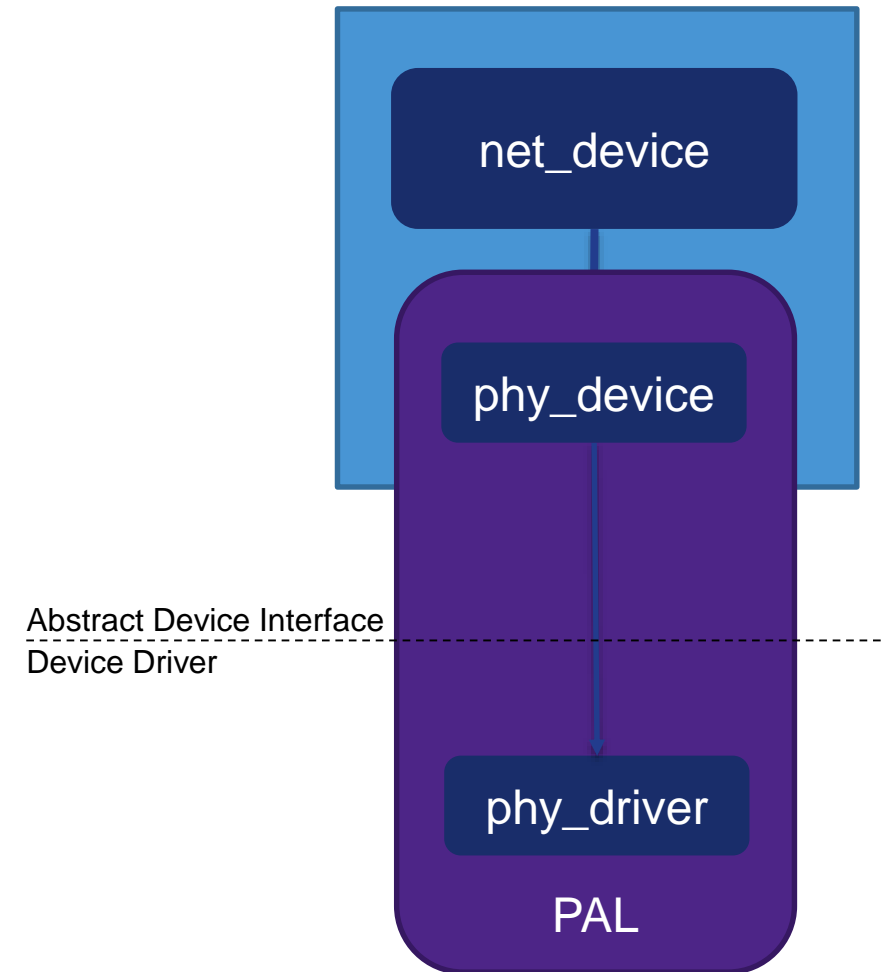 net_device
phy_device
Abstract Device Interface
Device Driver
phy_driver
PAL